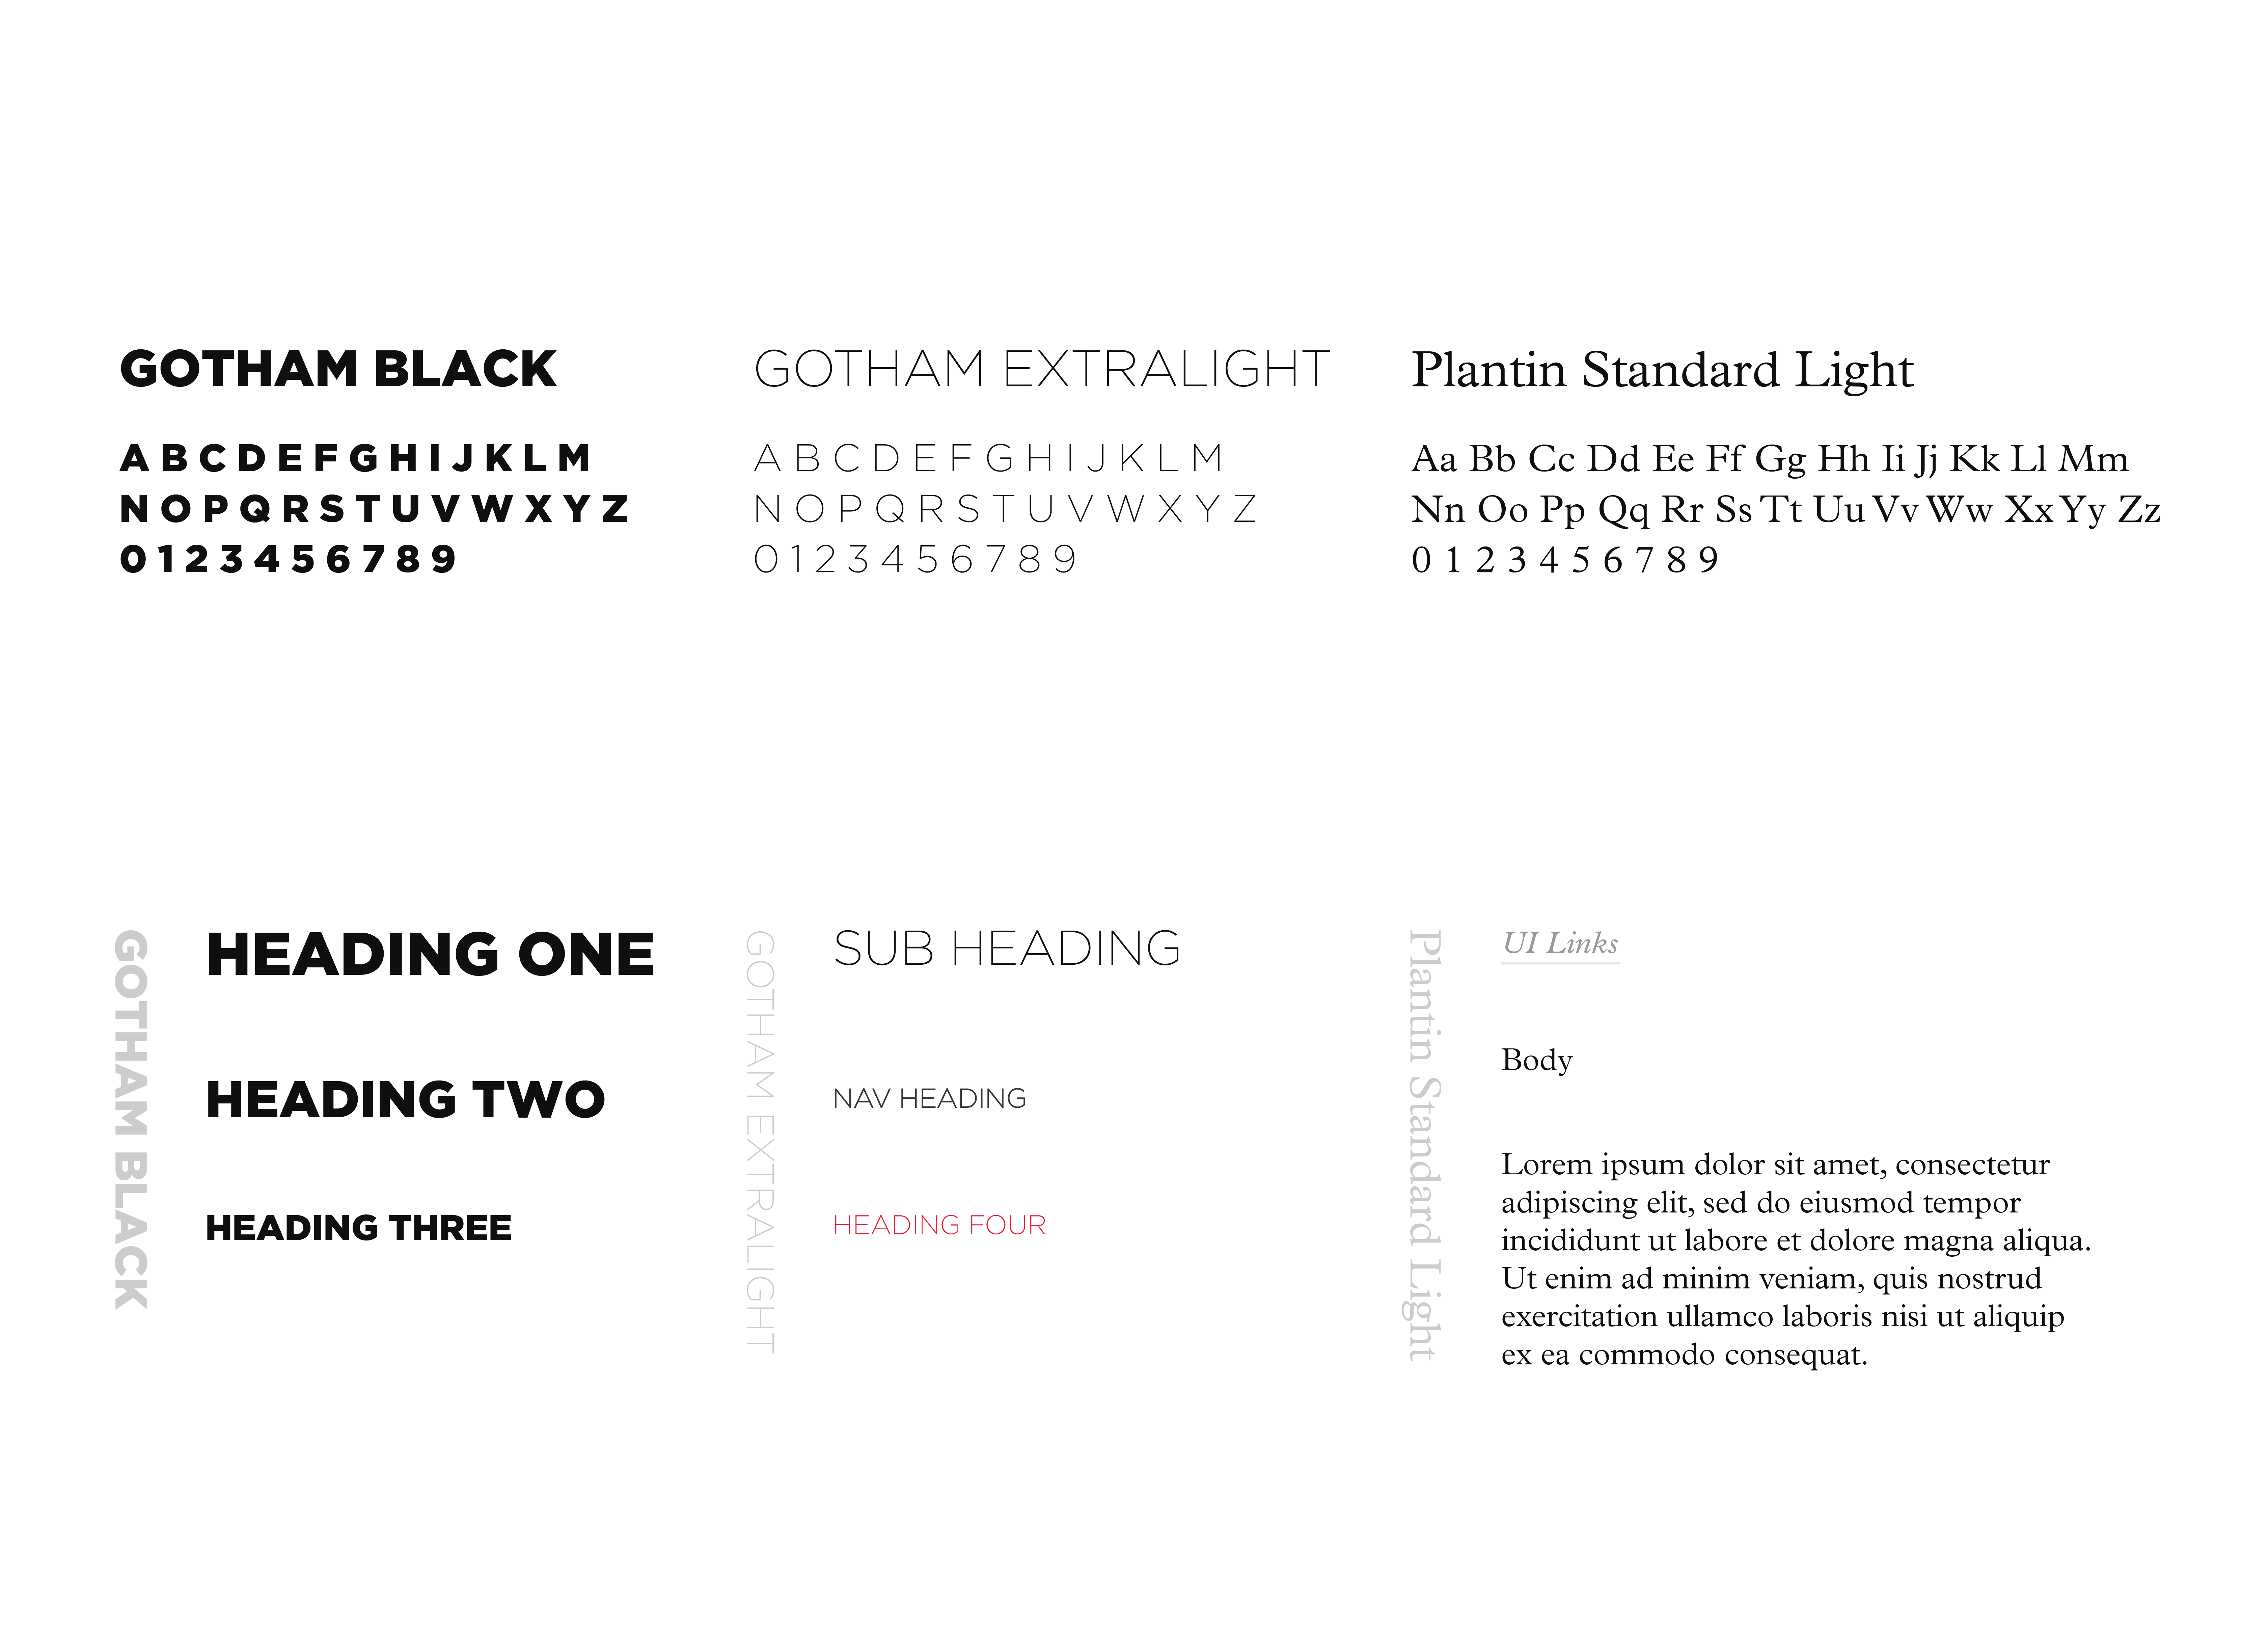 GOTHAM BLACK
A B C D E F G H I J K L M
N O P Q R S T U V W X Y Z
0 1 2 3 4 5 6 7 8 9
GOTHAM EXTRALIGHT
A B C D E F G H I J K L M
N O P Q R S T U V W X Y Z
0 1 2 3 4 5 6 7 8 9
Plantin Standard Light
Aa Bb Cc Dd Ee Ff Gg Hh Ii Jj Kk Ll Mm
Nn Oo Pp Qq Rr Ss Tt Uu Vv Ww Xx Yy Zz
0 1 2 3 4 5 6 7 8 9
GOTHAM BLACK
HEADING ONE
HEADING TWO
HEADING THREE
GOTHAM EXTRALIGHT
SUB HEADING
NAV HEADING
HEADING FOUR
Plantin Standard Light
UI Links
Body
Lorem ipsum dolor sit amet, consectetur
adipiscing elit, sed do eiusmod tempor
incididunt ut labore et dolore magna aliqua.
Ut enim ad minim veniam, quis nostrud
exercitation ullamco laboris nisi ut aliquip
ex ea commodo consequat.